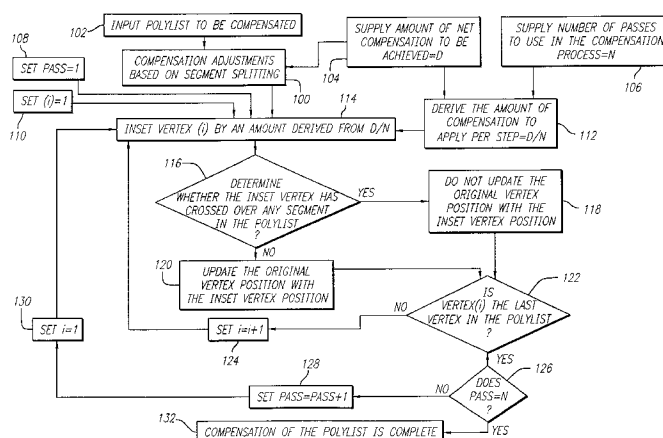 102
INPUT POLYLIST TO BE COMPENSATED
108
SET PASS=1
COMPENSATION ADJUSTMENTS
BASED ON SEGMENT SPLITTING
100
SUPPLY AMOUNT OF NET
COMPENSATION TO BE
ACHIEVED=D
104
SUPPLY NUMBER OF PASSES
TO USE IN THE COMPENSATION
PROCESS=N
106
SET (i)=1
110
114
INSET VERTEX (i) BY AN AMOUNT DERIVED FROM D/N
DERIVE THE AMOUNT OF
COMPENSATION TO
APPLY PER STEP=D/N
112
116
DETERMINE
WHETHER THE INSET VERTEX HAS
CROSSED OVER ANY SEGMENT
IN THE POLYLIST
?
YES
DO NOT UPDATE THE
ORIGINAL VERTEX
POSITION WITH THE
INSET VERTEX POSITION
118
NO
120
UPDATE THE ORIGINAL
VERTEX POSITION WITH
THE INSET VERTEX POSITION
122
IS
VERTEX(i) THE LAST
VERTEX IN THE POLYLIST
?
NO
YES
130
SET i=1
SET i=i+1
124
128
SET PASS=PASS+1
NO
DOES
PASS=N
?
126
YES
132
COMPENSATION OF THE POLYLIST IS COMPLETE